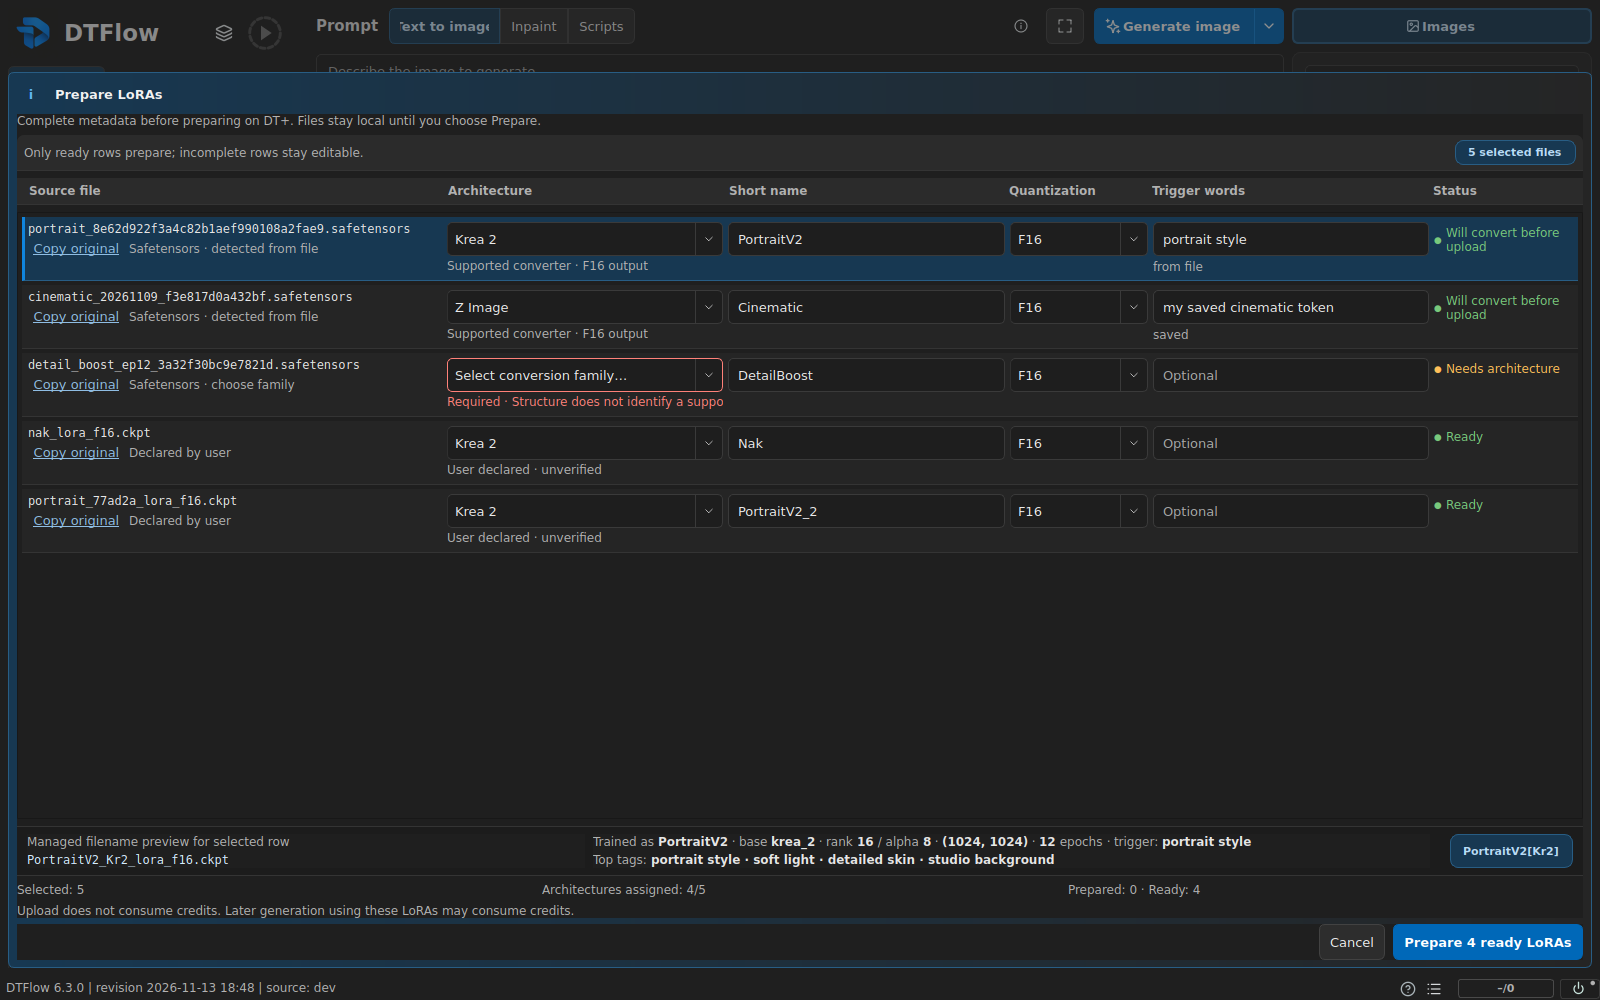 DTFlow
Prompt
Text to image
Inpaint
Scripts
Generate image
Images
Describe the image to generate
i Prepare LoRAs
Complete metadata before preparing on DT+. Files stay local until you choose Prepare.
Only ready rows prepare; incomplete rows stay editable.
5 selected files
Source file Architecture Short name Quantization Trigger words Status
portrait_8e62d922f3a4c82b1aef990108a2fae9.safetensors
Copy original Safetensors · detected from file
Krea 2
Supported converter · F16 output
PortraitV2
F16
portrait style
from file
Will convert before
upload
cinematic_20261109_f3e817d0a432bf.safetensors
Copy original Safetensors · detected from file
Z Image
Supported converter · F16 output
Cinematic
F16
my saved cinematic token
saved
Will convert before
upload
detail_boost_ep12_3a32f30bc9e7821d.safetensors
Copy original Safetensors · choose family
Select conversion family...
Required · Structure does not identify a suppo
DetailBoost
F16
Optional
Needs architecture
nak_lora_f16.ckpt
Copy original Declared by user
Krea 2
User declared · unverified
Nak
F16
Optional
Ready
portrait_77ad2a_lora_f16.ckpt
Copy original Declared by user
Krea 2
User declared · unverified
PortraitV2_2
F16
Optional
Ready
Managed filename preview for selected row
PortraitV2_Kr2_lora_f16.ckpt
Trained as PortraitV2 · base krea_2 · rank 16 / alpha 8 · (1024, 1024) · 12 epochs · trigger: portrait style
Top tags: portrait style · soft light · detailed skin · studio background
PortraitV2[Kr2]
Selected: 5 Architectures assigned: 4/5 Prepared: 0 · Ready: 4
Upload does not consume credits. Later generation using these LoRAs may consume credits.
Cancel
Prepare 4 ready LoRAs
DTFlow 6.3.0 | revision 2026-11-13 18:48 | source: dev
-/0